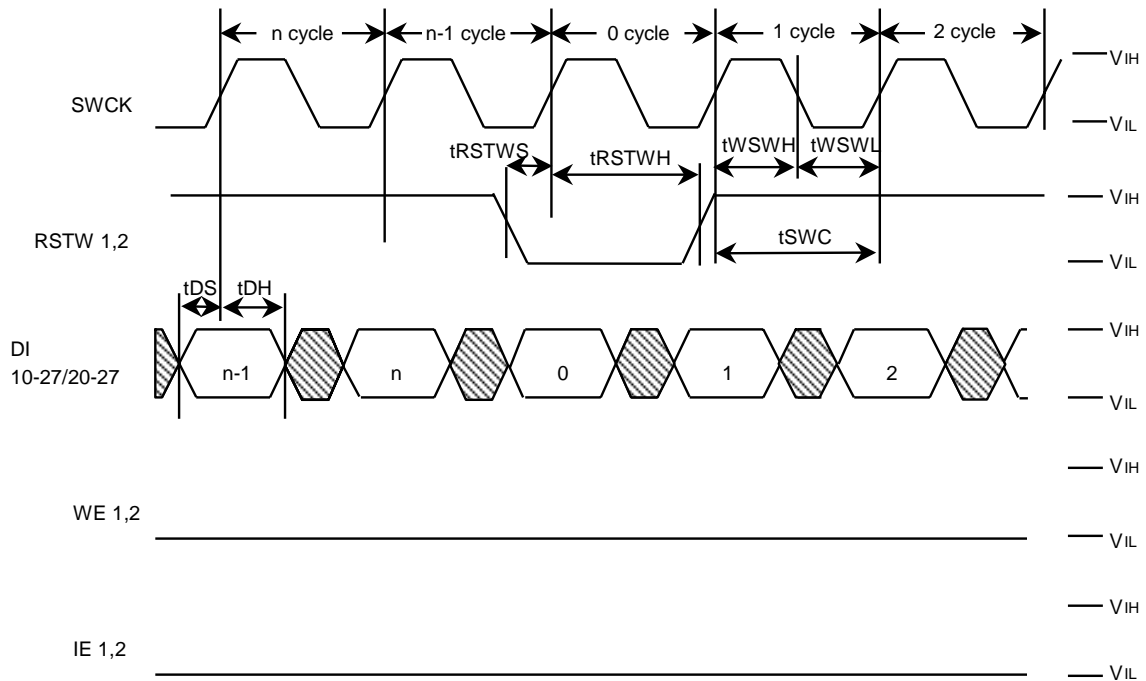 n cycle n-1 cycle 0 cycle 1 cycle 2 cycle
VIH
SWCK
VIL
tRSTWS tRSTWH tWSWH tWSWL
VIH
RSTW 1,2
tSWC
VIL
tDS tDH
VIH
DI
10-27/20-27
n-1 n 0 1 2
VIL
VIH
WE 1,2
VIL
VIH
IE 1,2
VIL